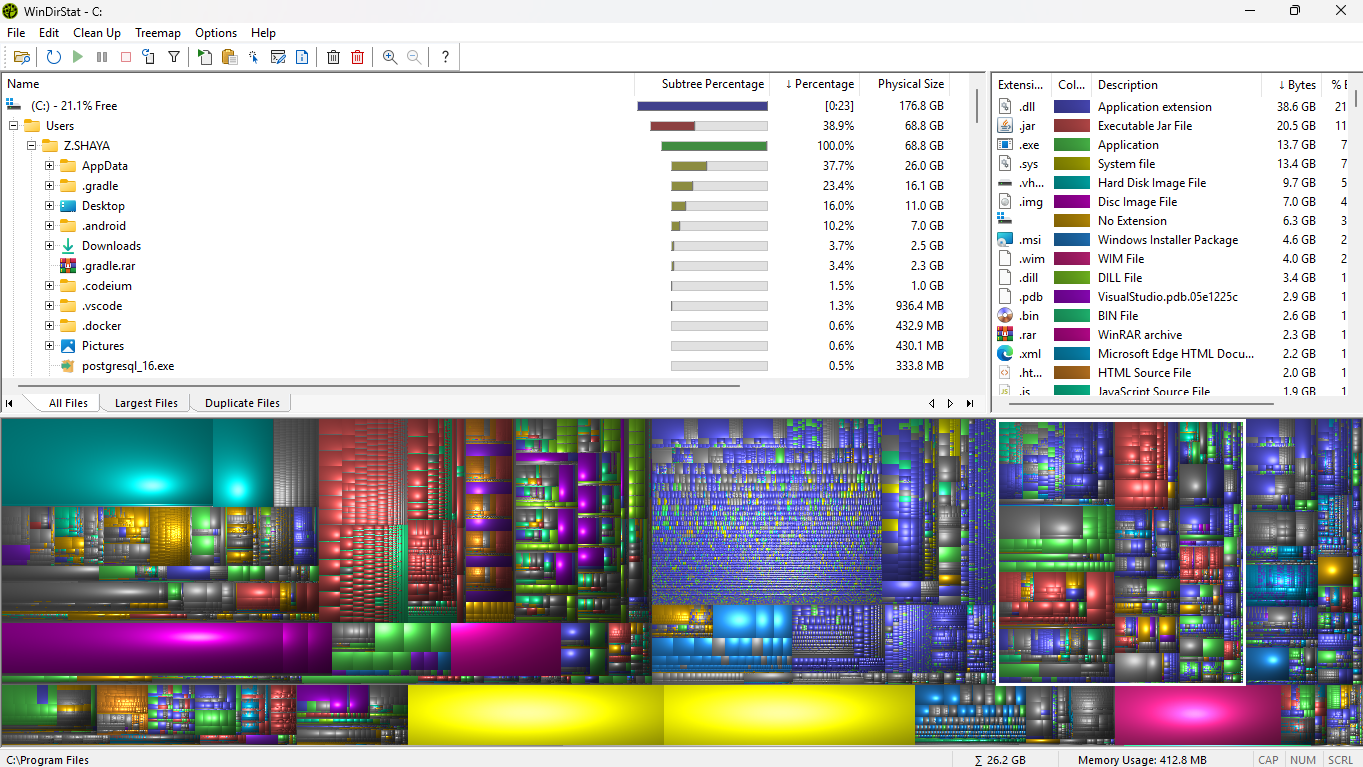 WinDirStat - C:
File Edit Clean Up Treemap Options Help
Name Subtree Percentage ↓ Percentage Physical Size
(C:) - 21.1% Free [0:23] 176.8 GB
Users 38.9% 68.8 GB
Z.SHAYA 100.0% 68.8 GB
AppData 37.7% 26.0 GB
.gradle 23.4% 16.1 GB
Desktop 16.0% 11.0 GB
.android 10.2% 7.0 GB
Downloads 3.7% 2.5 GB
.gradle.rar 3.4% 2.3 GB
.codeium 1.5% 1.0 GB
.vscode 1.3% 936.4 MB
.docker 0.6% 432.9 MB
Pictures 0.6% 430.1 MB
postgresql_16.exe 0.5% 333.8 MB
All Files Largest Files Duplicate Files
Extensi... Col... Description ↓ Bytes %
.dll Application extension 38.6 GB 21
.jar Executable Jar File 20.5 GB 11
.exe Application 13.7 GB 7
.sys System file 13.4 GB 7
.vh... Hard Disk Image File 9.7 GB 5
.img Disc Image File 7.0 GB 4
No Extension 6.3 GB 3
.msi Windows Installer Package 4.6 GB 2
.wim WIM File 4.0 GB 2
.dill DILL File 3.4 GB 1
.pdb VisualStudio.pdb.05e1225c 2.9 GB 1
.bin BIN File 2.6 GB 1
.rar WinRAR archive 2.3 GB 1
.xml Microsoft Edge HTML Docu... 2.2 GB 1
.ht... HTML Source File 2.0 GB 1
.js JavaScript Source File 1.9 GB 1
C:\Program Files ∑ 26.2 GB Memory Usage: 412.8 MB CAP NUM SCRL